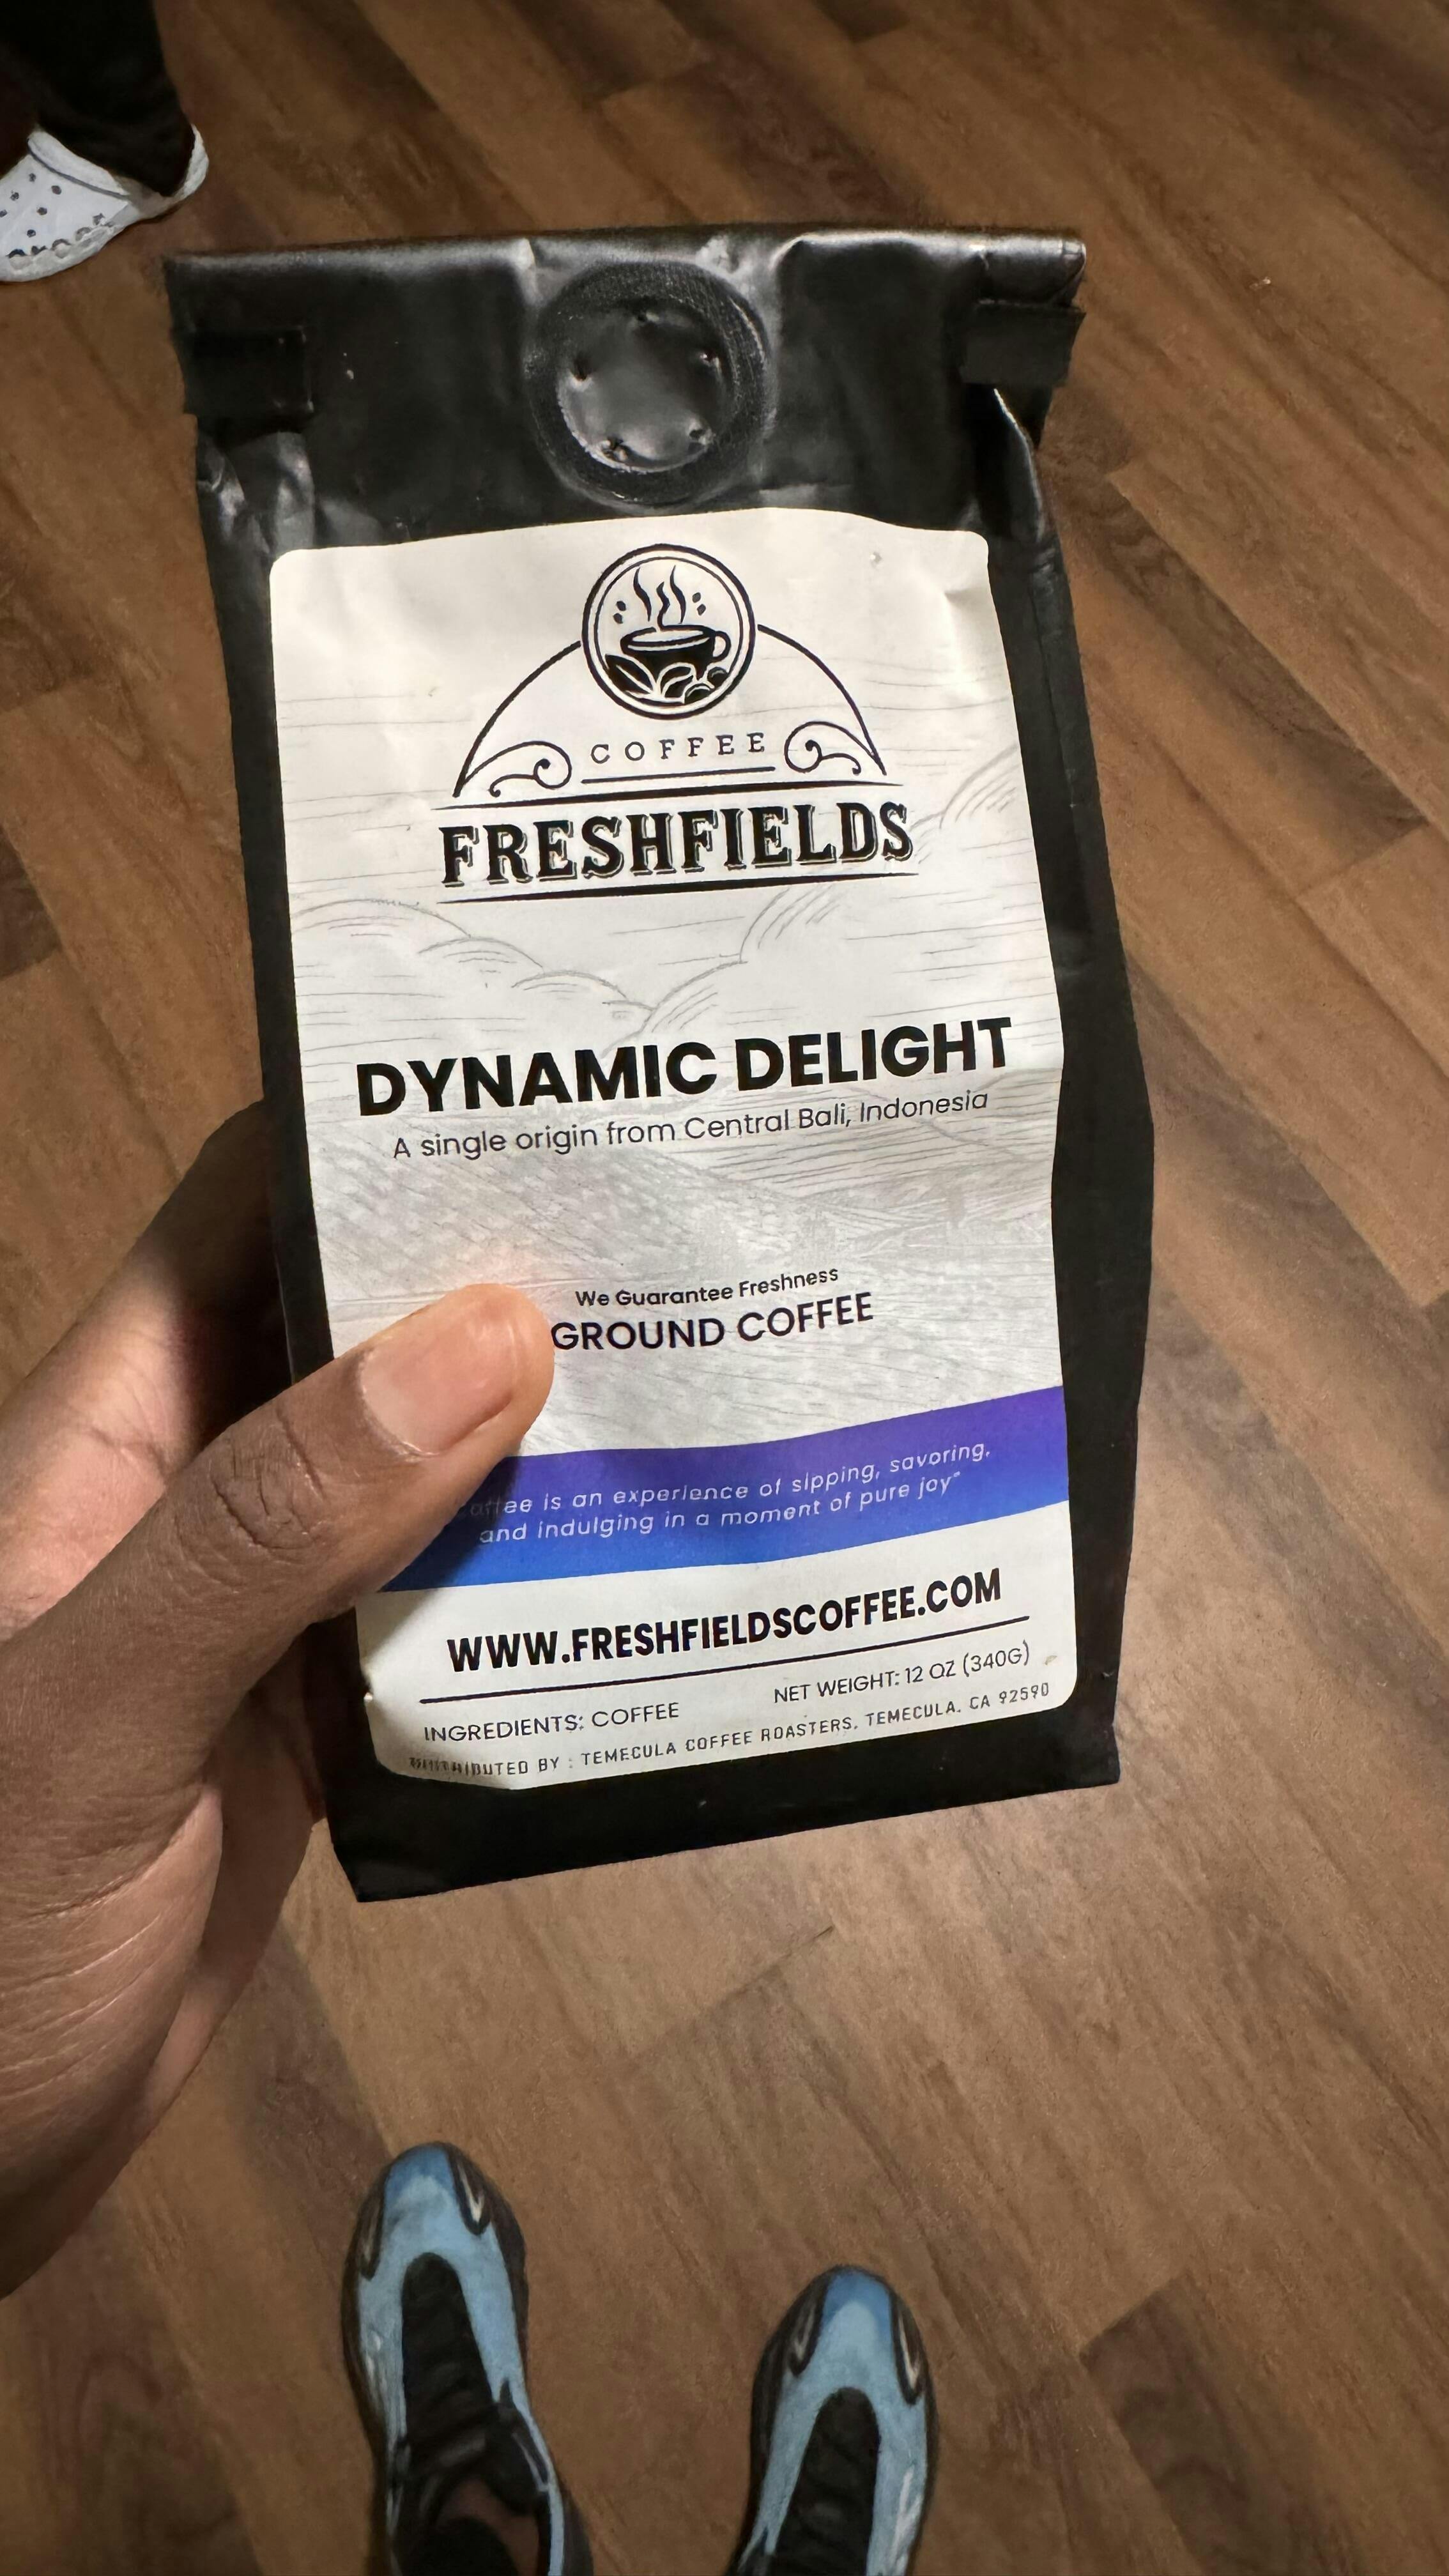 COFFEE
FRESHFIELDS
DYNAMIC DELIGHT
A single origin from Central Bali, Indonesia
We Guarantee Freshness
GROUND COFFEE
is an experience of sipping, savoring,
and indulging in a moment of pure joy"
WWW.FRESHFIELDSCOFFEE.COM
NET WEIGHT: 12 OZ (340G)
INGREDIENTS: COFFEE
DISTRIBUTED BY : TEMECULA COFFEE ROASTERS, TEMECULA, CA 92590